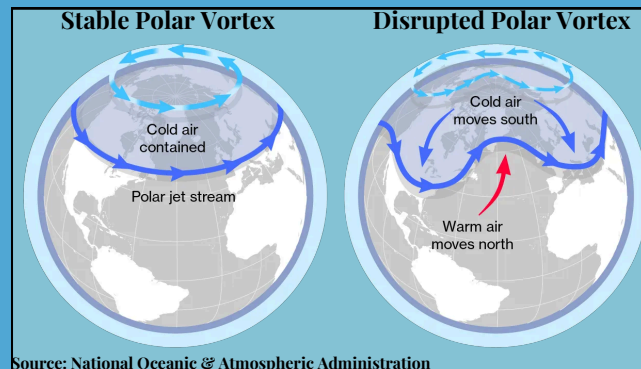 Stable Polar Vortex
Cold air
contained
Polar jet stream
Disrupted Polar Vortex
Cold air
moves south
Warm air
moves north
Source: National Oceanic & Atmospheric Administration